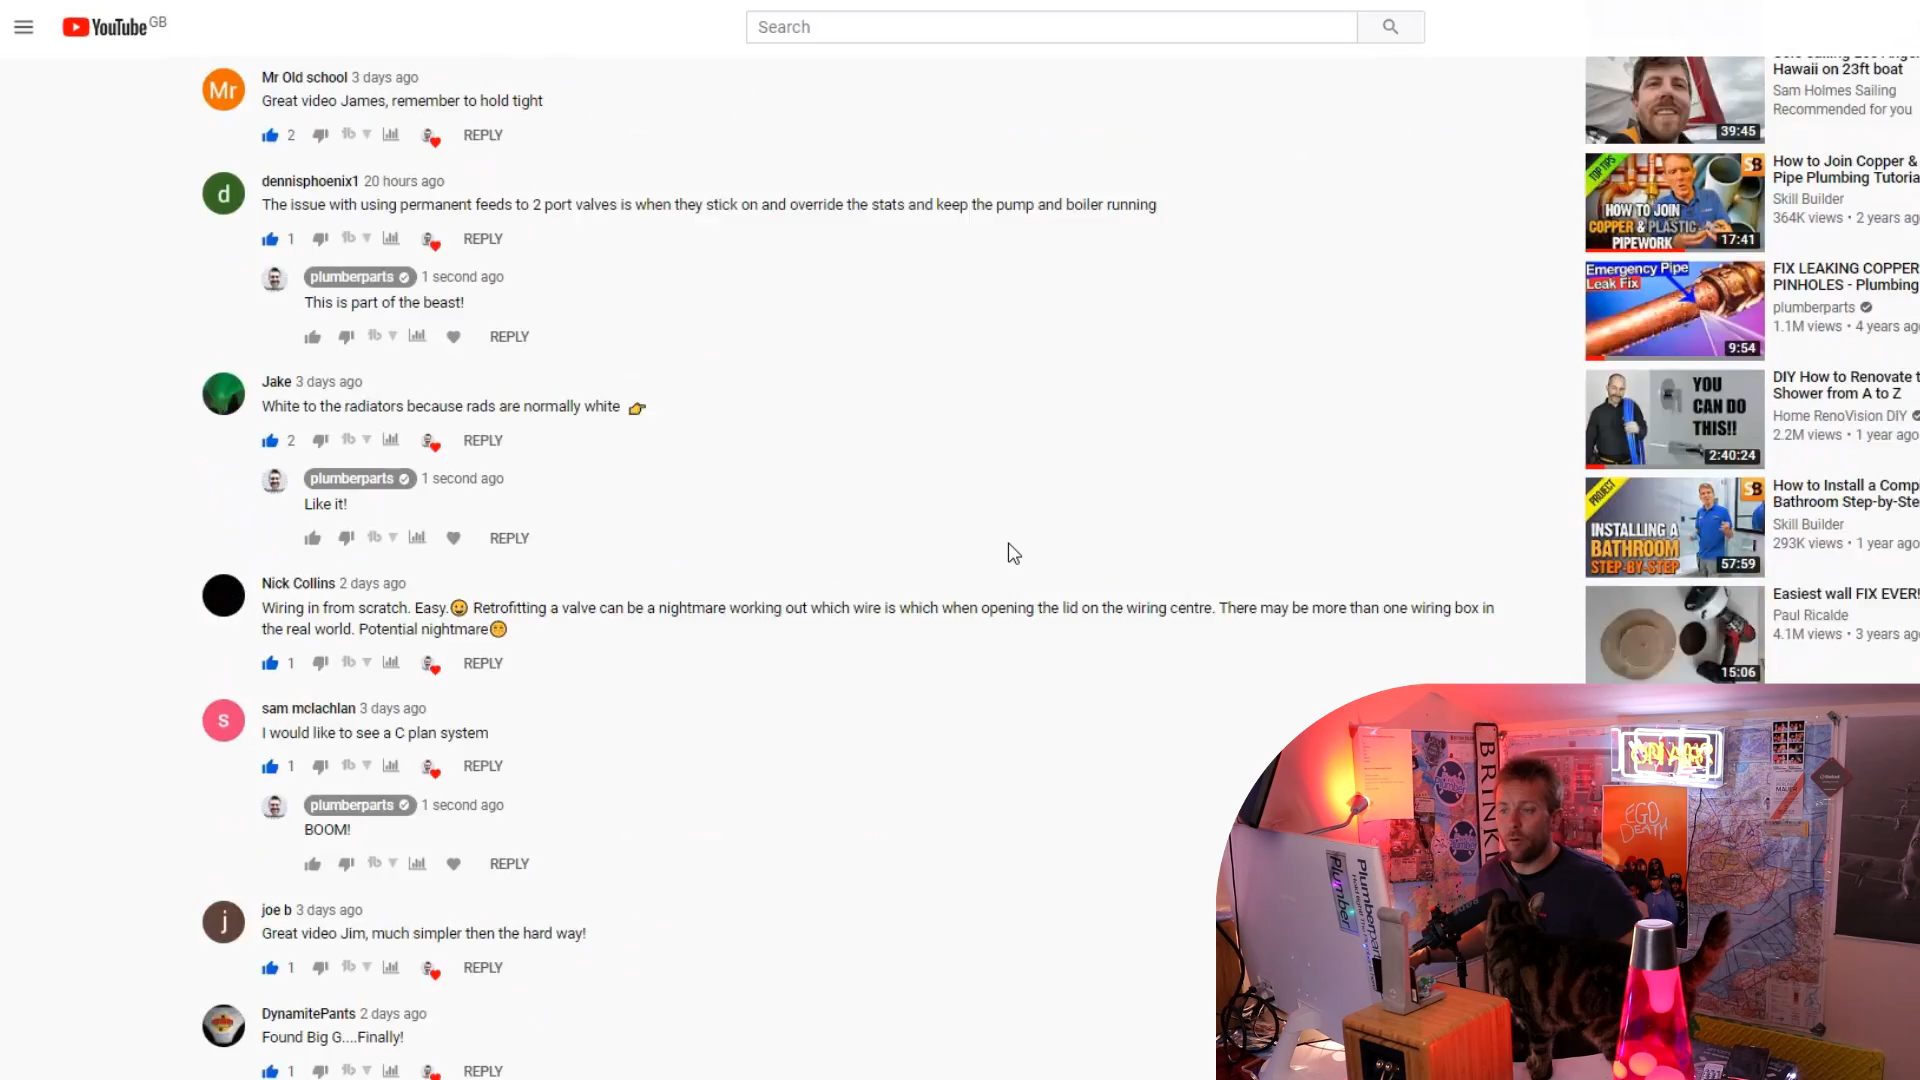 YouTube GB
Search
Mr
Mr Old school 3 days ago
Great video James, remember to hold tight
2 REPLY
d
dennisphoenix1 20 hours ago
The issue with using permanent feeds to 2 port valves is when they stick on and override the stats and keep the pump and boiler running
1 REPLY
plumberparts 1 second ago
This is part of the beast!
REPLY
Jake 3 days ago
White to the radiators because rads are normally white
2 REPLY
plumberparts 1 second ago
Like it!
REPLY
Nick Collins 2 days ago
Wiring in from scratch. Easy. Retrofitting a valve can be a nightmare working out which wire is which when opening the lid on the wiring centre. There may be more than one wiring box in
the real world. Potential nightmare
1 REPLY
s
sam mclachlan 3 days ago
I would like to see a C plan system
1 REPLY
plumberparts 1 second ago
BOOM!
REPLY
j
joe b 3 days ago
Great video Jim, much simpler then the hard way!
1 REPLY
DynamitePants 2 days ago
Found Big G....Finally!
1 REPLY
Hawaii on 23ft boat
Sam Holmes Sailing
Recommended for you
39:45
TOP TIPS
SB
HOW TO JOIN
COPPER & PLASTIC
PIPEWORK
17:41
How to Join Copper &
Pipe Plumbing Tutoria
Skill Builder
364K views • 2 years ag
Emergency Pipe
Leak Fix
9:54
FIX LEAKING COPPER
PINHOLES - Plumbing
plumberparts
1.1M views • 4 years ag
YOU
CAN DO
THIS!!
2:40:24
DIY How to Renovate t
Shower from A to Z
Home RenoVision DIY
2.2M views • 1 year ago
PROJECT
SB
INSTALLING A
BATHROOM
STEP-BY-STEP
57:59
How to Install a Comp
Bathroom Step-by-Ste
Skill Builder
293K views • 1 year ago
15:06
Easiest wall FIX EVER!
Paul Ricalde
4.1M views • 3 years ag
BRINK
EGO
DEATH
Plumber
Plumberpart